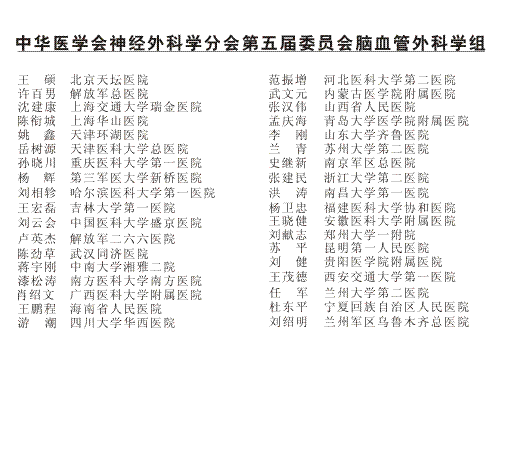 中华医学会神经外科学分会第五届委员会脑血管外科学组
王 硕 北京天坛医院
许百男 解放军总医院
沈建康 上海交通大学瑞金医院
陈衔城 上海华山医院
姚 鑫 天津环湖医院
岳树源 天津医科大学总医院
孙晓川 重庆医科大学第一医院
杨 辉 第三军医大学新桥医院
刘相轸 哈尔滨医科大学第一医院
王宏磊 吉林大学第一医院
刘云会 中国医科大学盛京医院
卢英杰 解放军二六六医院
陈劲草 武汉同济医院
蒋宇刚 中南大学湘雅二院
漆松涛 南方医科大学南方医院
肖绍文 广西医科大学附属医院
王鹏程 海南省人民医院
游 潮 四川大学华西医院
范振增 河北医科大学第二医院
武文元 内蒙古医学院附属医院
张汉伟 山西省人民医院
孟庆海 青岛大学医学院附属医院
李 刚 山东大学齐鲁医院
兰 青 苏州大学第二医院
史继新 南京军区总医院
张建民 浙江大学第二医院
洪 涛 南昌大学第一医院
杨卫忠 福建医科大学协和医院
王晓健 安徽医科大学附属医院
刘献志 郑州大学一附院
苏 平 昆明第一人民医院
刘 健 贵阳医学院附属医院
王茂德 西安交通大学第一医院
任 军 兰州大学第二医院
杜东平 宁夏回族自治区人民医院
刘绍明 兰州军区乌鲁木齐总医院